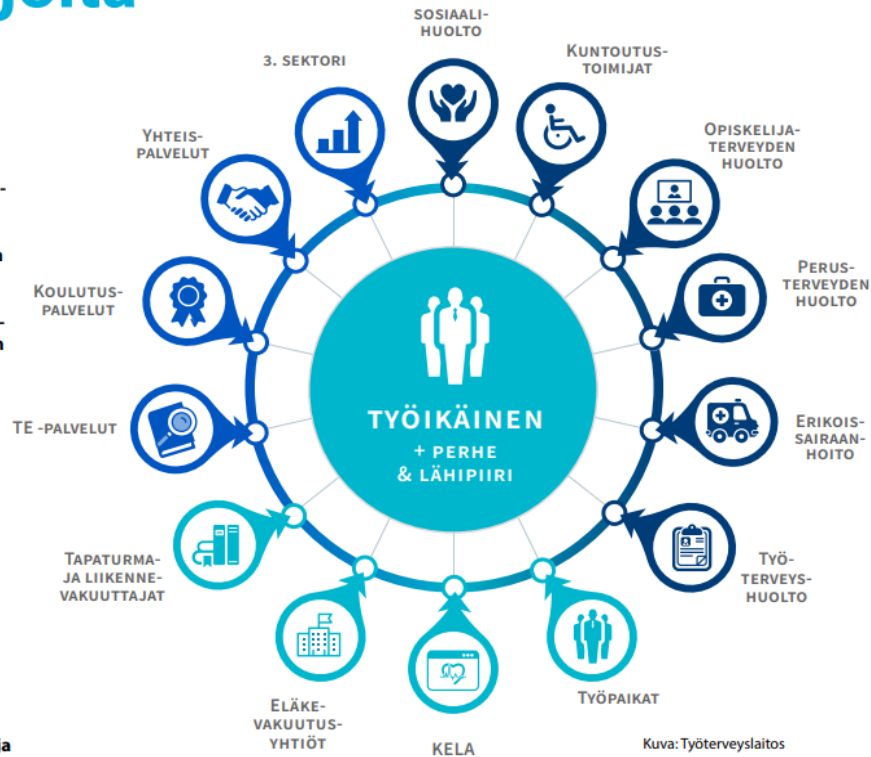 SOSIAALI-
HUOLTO
KUNTOUTUS-
TOIMIJAT
3. SEKTORI
OPISKELIJA-
TERVEYDEN
HUOLTO
YHTEIS-
PALVELUT
PERUS-
TERVEYDEN
HUOLTO
KOULUTUS-
PALVELUT
TYÖIKÄINEN
+ PERHE
& LÄHIPIIRI
TE -PALVELUT
ERIKOIS-
SAIRAAN-
HOITO
TAPATURMA-
JA LIIKENNE-
VAKUUTTAJAT
TYÖ-
TERVEYS-
HUOLTO
ELÄKE-
VAKUUTUS-
YHTIÖT
KELA
TYÖPAIKAT
Kuva: Työterveyslaitos